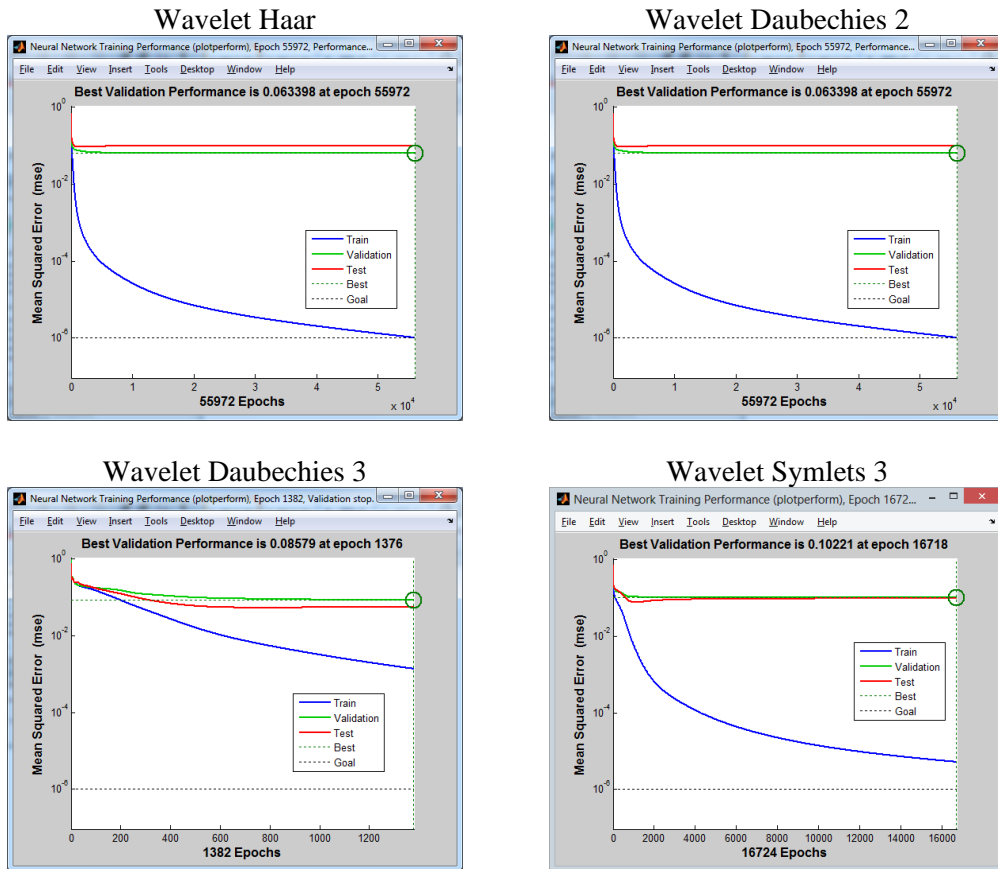 Wavelet Haar
Neural Network Training Performance (plotperform), Epoch 55972, Performance...
File Edit View Insert Tools Desktop Window Help
Best Validation Performance is 0.063398 at epoch 55972
Mean Squared Error (mse)
10^0
10^-2
10^-4
10^-6
Train
Validation
Test
Best
Goal
0 1 2 3 4 5
x 10^4
55972 Epochs
Wavelet Daubechies 2
Neural Network Training Performance (plotperform), Epoch 55972, Performance...
File Edit View Insert Tools Desktop Window Help
Best Validation Performance is 0.063398 at epoch 55972
Mean Squared Error (mse)
10^0
10^-2
10^-4
10^-6
Train
Validation
Test
Best
Goal
0 1 2 3 4 5
x 10^4
55972 Epochs
Wavelet Daubechies 3
Neural Network Training Performance (plotperform), Epoch 1382, Validation stop.
File Edit View Insert Tools Desktop Window Help
Best Validation Performance is 0.08579 at epoch 1376
Mean Squared Error (mse)
10^0
10^-2
10^-4
10^-6
Train
Validation
Test
Best
Goal
0 200 400 600 800 1000 1200
1382 Epochs
Wavelet Symlets 3
Neural Network Training Performance (plotperform), Epoch 1672...
File Edit View Insert Tools Desktop Window Help
Best Validation Performance is 0.10221 at epoch 16718
Mean Squared Error (mse)
10^0
10^-2
10^-4
10^-6
Train
Validation
Test
Best
Goal
0 2000 4000 6000 8000 10000 12000 14000 16000
16724 Epochs